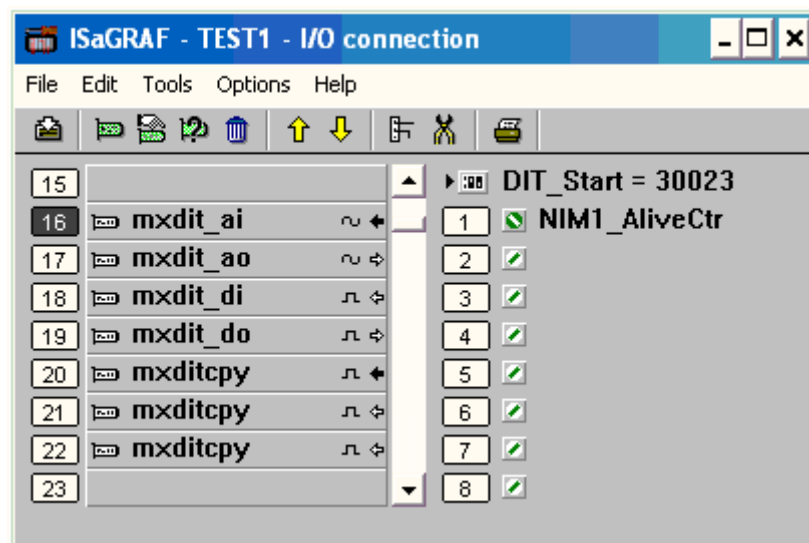 ISaGRAF - TEST1 - I/O connection
File Edit Tools Options Help
15
16 mxdit_ai
17 mxdit_ao
18 mxdit_di
19 mxdit_do
20 mxditcpy
21 mxditcpy
22 mxditcpy
23
DIT_Start = 30023
1 NIM1_AliveCtr
2
3
4
5
6
7
8